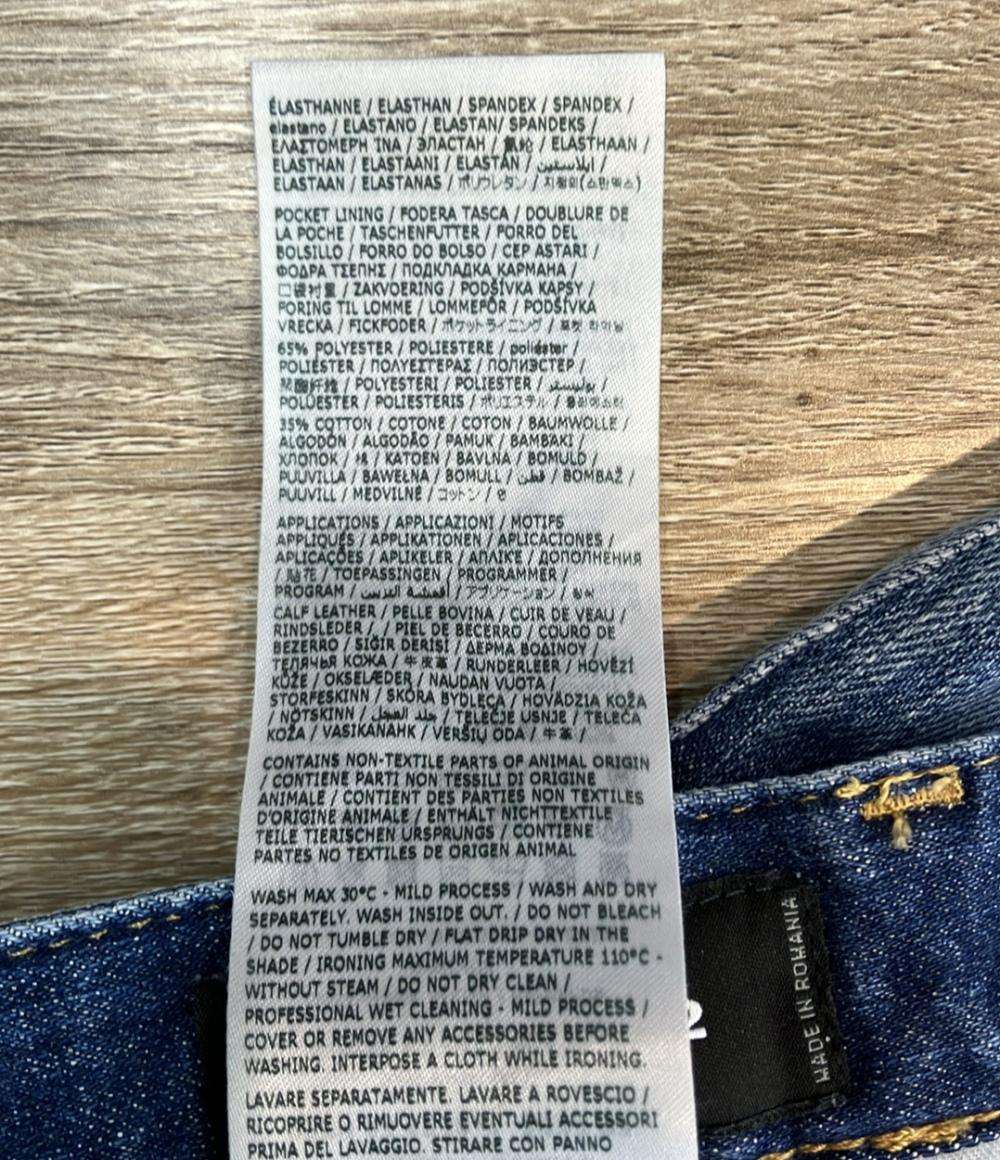 ÉLASTHANNE / ELASTHAN / SPANDEX / SPANDEX /
elastano / ELASTANO / ELASTAN/ SPANDEKS /
ΕΛΑΣΤΟΜΕΡΗ ΙΝΑ / ЭЛАСТАН / 氨纶 / ELASTHAAN /
ELASTHAN / ELASTAANI / ELASTAN / إيلاستين /
ELASTAAN / ELASTANAS / ポリウレタン /
POCKET LINING / FODERA TASCA / DOUBLURE DE
LA POCHE / TASCHENFUTTER / FORRO DEL
BOLSILLO / FORRO DO BOLSO / CEP ASTARI /
ΦΟΔΡΑ ΤΣΕΠΗΣ / ПОДКЛАДКА КАРМАНА /
口袋衬里 / ZAKVOERING / PODŠÍVKA KAPSY /
FORING TIL LOMME / LOMMEFÔR / PODŠÍVKA
VRECKA / FICKFODER / ポケットライニング / 포켓 라이닝
65% POLYESTER / POLIESTERE / poliéster /
POLIÉSTER / ΠΟΛΥΕΣΤΕΡΑΣ / ПОЛИЭСТЕР /
聚酯纤维 / POLYESTERI / POLIESTER / بوليستر /
POLÜESTER / POLIESTERIS / ポリエステル / 폴리에스터
35% COTTON / COTONE / COTON / BAUMWOLLE /
ALGODÓN / ALGODÃO / PAMUK / BAMBAKI /
ХЛОПОК / 棉 / KATOEN / BAVLNA / BOMULD /
PUUVILLA / BAWEŁNA / BOMULL / قطن / BOMBAŽ /
PUUVILL / MEDVILNĖ / コットン / 면
APPLICATIONS / APPLICAZIONI / MOTIFS
APPLIQUÉS / APPLIKATIONEN / APLICACIONES /
APLICAÇÕES / APLIKELER / ΑΠΛΙΚΕ / ДОПОЛНЕНИЯ
/ 贴花 / TOEPASSINGEN / PROGRAMMER /
PROGRAM / أقمشة التزيين / アプリケーション / 장식
CALF LEATHER / PELLE BOVINA / CUIR DE VEAU /
RINDSLEDER / / PIEL DE BECERRO / COURO DE
BEZERRO / SIĞIR DERİSİ / ΔΕΡΜΑ ΒΟΔΙΝΟΥ /
ТЕЛЯЧЬЯ КОЖА / 牛皮革 / RUNDERLEER / HOVĚZÍ
KŮŽE / OKSELÆDER / NAUDAN VUOTA /
STORFESKINN / SKÓRA BYDLĘCA / HOVÄDZIA KOŽA
/ NÖTSKINN / جلد العجل / TELEČJE USNJE / TELEĆA
KOŽA / VASIKANAHK / VERŠIŲ ODA / 牛革 /
CONTAINS NON-TEXTILE PARTS OF ANIMAL ORIGIN
/ CONTIENE PARTI NON TESSILI DI ORIGINE
ANIMALE / CONTIENT DES PARTIES NON TEXTILES
D'ORIGINE ANIMALE / ENTHÄLT NICHTTEXTILE
TEILE TIERISCHEN URSPRUNGS / CONTIENE
PARTES NO TEXTILES DE ORIGEN ANIMAL
WASH MAX 30°C - MILD PROCESS / WASH AND DRY
SEPARATELY. WASH INSIDE OUT. / DO NOT BLEACH
/ DO NOT TUMBLE DRY / FLAT DRIP DRY IN THE
SHADE / IRONING MAXIMUM TEMPERATURE 110°C -
WITHOUT STEAM / DO NOT DRY CLEAN /
PROFESSIONAL WET CLEANING - MILD PROCESS /
COVER OR REMOVE ANY ACCESSORIES BEFORE
WASHING. INTERPOSE A CLOTH WHILE IRONING.
LAVARE SEPARATAMENTE. LAVARE A ROVESCIO /
RICOPRIRE O RIMUOVERE EVENTUALI ACCESSORI
PRIMA DEL LAVAGGIO. STIRARE CON PANNO
MADE IN ROMANIA